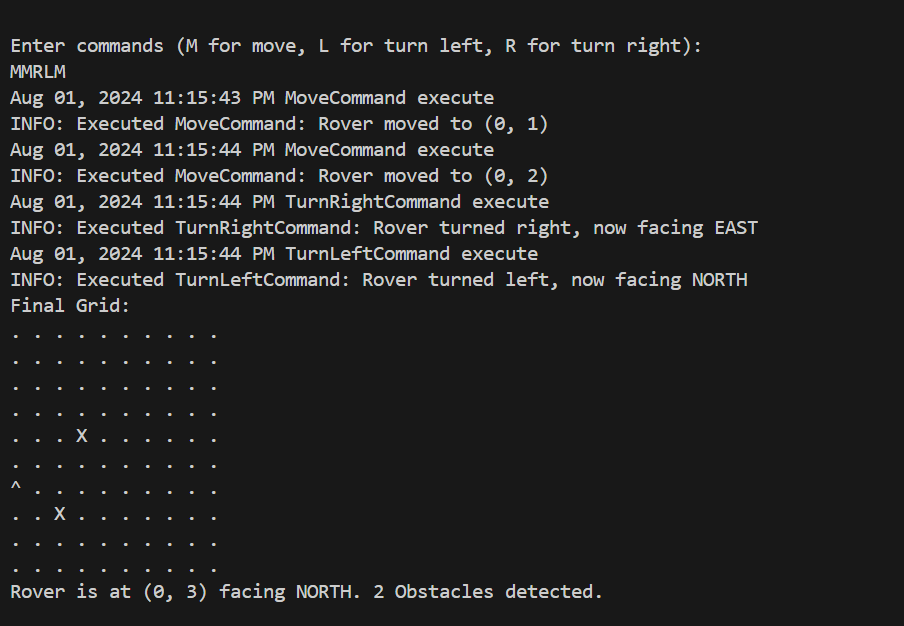 Enter commands (M for move, L for turn left, R for turn right):
MMRLM
Aug 01, 2024 11:15:43 PM MoveCommand execute
INFO: Executed MoveCommand: Rover moved to (0, 1)
Aug 01, 2024 11:15:44 PM MoveCommand execute
INFO: Executed MoveCommand: Rover moved to (0, 2)
Aug 01, 2024 11:15:44 PM TurnRightCommand execute
INFO: Executed TurnRightCommand: Rover turned right, now facing EAST
Aug 01, 2024 11:15:44 PM TurnLeftCommand execute
INFO: Executed TurnLeftCommand: Rover turned left, now facing NORTH
Final Grid:
. . . . . . . . . .
. . . . . . . . . .
. . . . . . . . . .
. . . . . . . . . .
. . . X . . . . . .
. . . . . . . . . .
^ . . . . . . . . .
. . X . . . . . . .
. . . . . . . . . .
. . . . . . . . . .
Rover is at (0, 3) facing NORTH. 2 Obstacles detected.